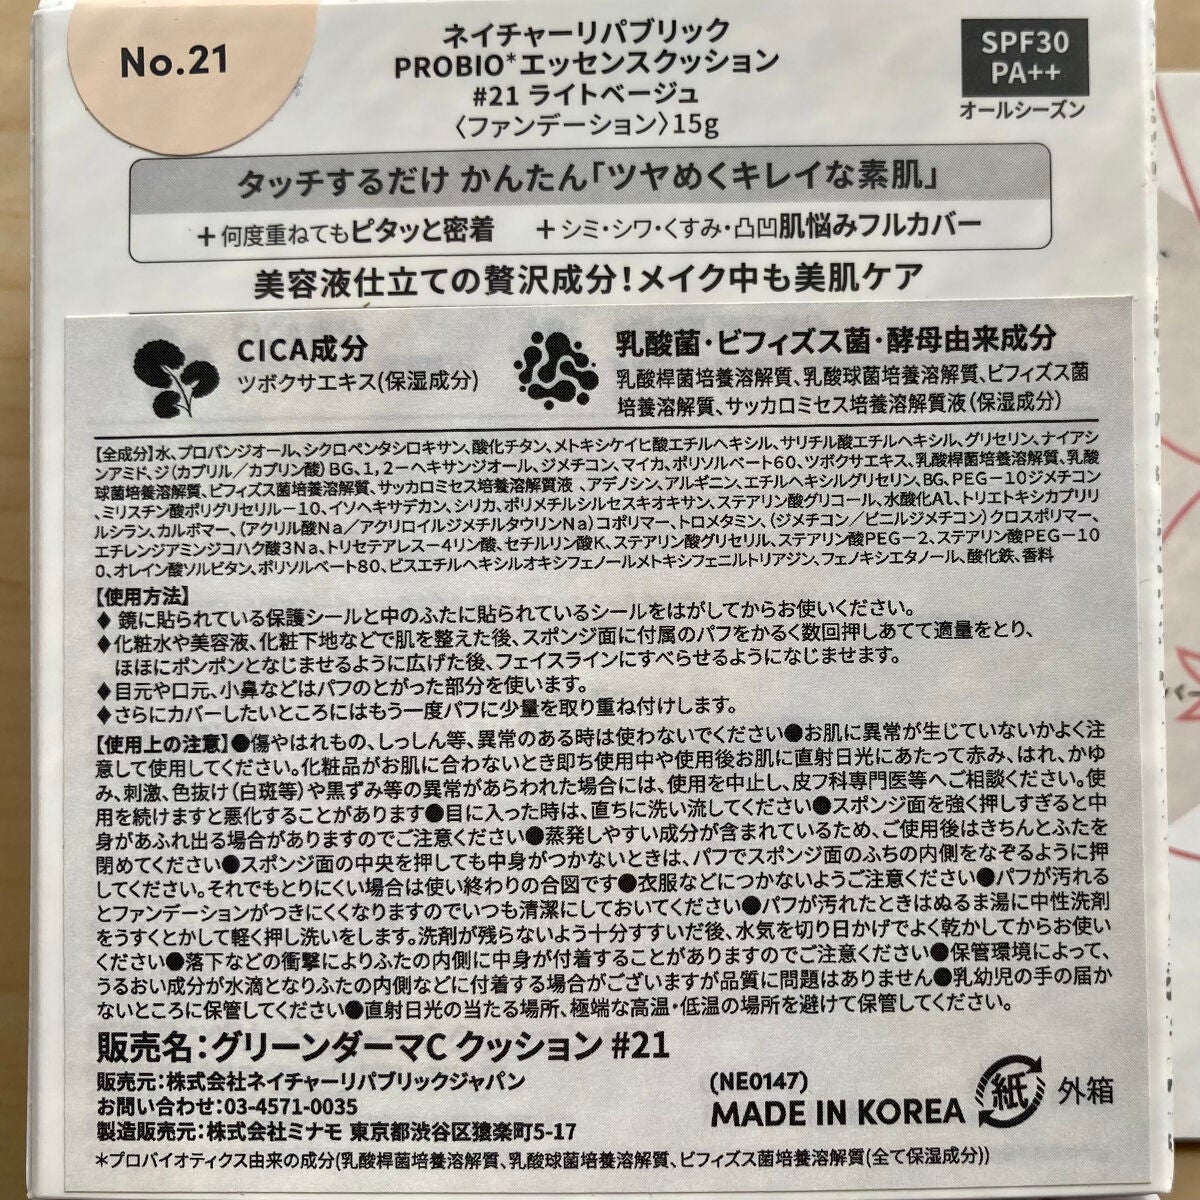 No.21
ネイチャーリパブリック
PROBIO*エッセンスクッション
#21 ライトベージュ
〈ファンデーション〉15g
SPF30
PA++
オールシーズン
タッチするだけ かんたん「ツヤめくキレイな素肌」
+何度重ねてもピタッと密着 +シミ・シワ・くすみ・凸凹肌悩みフルカバー
美容液仕立ての贅沢成分!メイク中も美肌ケア
CICA成分
ツボクサエキス(保湿成分)
乳酸菌・ビフィズス菌・酵母由来成分
乳酸桿菌培養溶解質、乳酸球菌培養溶解質、ビフィズス菌
培養溶解質、サッカロミセス培養溶解質液(保湿成分)
【全成分】水、プロパンジオール、シクロペンタシロキサン、酸化チタン、メトキシケイヒ酸エチルヘキシル、サリチル酸エチルヘキシル、グリセリン、ナイアシ
ンアミド、ジ(カプリル/カプリン酸)BG、1,2-ヘキサンジオール、ジメチコン、マイカ、ポリソルベート60、ツボクサエキス、乳酸桿菌培養溶解質、乳酸
球菌培養溶解質、ビフィズス菌培養溶解質、サッカロミセス培養溶解質液 、アデノシン、アルギニン、エチルヘキシルグリセリン、BG、PEG-10ジメチコン
、ミリスチン酸ポリグリセリル-10、イソヘキサデカン、シリカ、ポリメチルシルセスキオキサン、ステアリン酸グリコール、水酸化Al、トリエトキシカプリリ
ルシラン、カルボマー、(アクリル酸Na/アクリロイルジメチルタウリンNa)コポリマー、トロメタミン、(ジメチコン/ビニルジメチコン)クロスポリマー、
エチレンジアミンジコハク酸3Na、トリセテアレス-4リン酸、セチルリン酸K、ステアリン酸グリセリル、ステアリン酸PEG-2、ステアリン酸PEG-10
0、オレイン酸ソルビタン、ポリソルベート80、ビスエチルヘキシルオキシフェノールメトキシフェニルトリアジン、フェノキシエタノール、酸化鉄、香料
【使用方法】
♦ 鏡に貼られている保護シールと中のふたに貼られているシールをはがしてからお使いください。
♦化粧水や美容液、化粧下地などで肌を整えた後、スポンジ面に付属のパフをかるく数回押しあてて適量をとり、
ほほにポンポンとなじませるように広げた後、フェイスラインにすべらせるようになじませます。
♦目元や口元、小鼻などはパフのとがった部分を使います。
♦さらにカバーしたいところにはもう一度パフに少量を取り重ね付けします。
【使用上の注意】●傷やはれもの、しっしん等、異常のある時は使わないでください●お肌に異常が生じていないかよく注
意して使用してください。化粧品がお肌に合わないとき即ち使用中や使用後お肌に直射日光にあたって赤み、はれ、かゆ
み、刺激、色抜け(白斑等)や黒ずみ等の異常があらわれた場合には、使用を中止し、皮フ科専門医等へご相談ください。使
用を続けますと悪化することがあります●目に入った時は、直ちに洗い流してください●スポンジ面を強く押しすぎると中
身があふれ出る場合がありますのでご注意ください●蒸発しやすい成分が含まれているため、ご使用後はきちんとふたを
閉めてください●スポンジ面の中央を押しても中身がつかないときは、パフでスポンジ面のふちの内側をなぞるように押
してください。それでもとりにくい場合は使い終わりの合図です●衣服などにつかないようご注意ください●パフが汚れる
とファンデーションがつきにくくなりますのでいつも清潔にしておいてください●パフが汚れたときはぬるま湯に中性洗剤
をうすくとかして軽く押し洗いをします。洗剤が残らないよう十分すすいだ後、水気を切り日かげでよく乾かしてからお使い
ください●落下などの衝撃によりふたの内側に中身が付着することがありますのでご注意ください●保管環境によって、
うるおい成分が水滴となりふたの内側などに付着する場合がございますが品質に問題はありません●乳幼児の手の届か
ないところに保管してください●直射日光の当たる場所、極端な高温・低温の場所を避けて保管してください。
販売名:グリーンダーマC クッション #21
販売元:株式会社ネイチャーリパブリックジャパン
お問い合わせ:03-4571-0035
製造販売元:株式会社ミナモ 東京都渋谷区猿楽町5-17
(NE0147)
MADE IN KOREA
紙 外箱
*プロバイオティクス由来の成分(乳酸桿菌培養溶解質、乳酸球菌培養溶解質、ビフィズス菌培養溶解質(全て保湿成分))